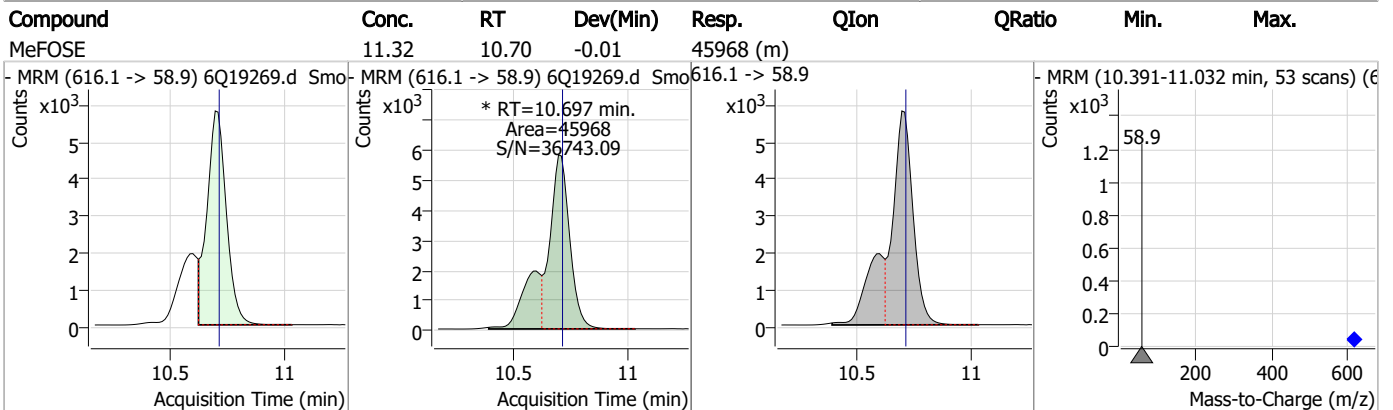 Compound Conc. RT Dev(Min) Resp. QIon QRatio Min. Max.
MeFOSE 11.32 10.70 -0.01 45968 (m)
- MRM (616.1 -> 58.9) 6Q19269.d Smo
Counts
x10³
5
4
3
2
1
0
10.5 11
Acquisition Time (min)
- MRM (616.1 -> 58.9) 6Q19269.d Smo
Counts
x10³
* RT=10.697 min.
Area=45968
S/N=36743.09
6
5
4
3
2
1
0
10.5 11
Acquisition Time (min)
616.1 -> 58.9
x10³
5
4
3
2
1
0
10.5 11
- MRM (10.391-11.032 min, 53 scans) (6
Counts
x10³
58.9
1.2
1
0.8
0.6
0.4
0.2
0
200 400 600
Mass-to-Charge (m/z)